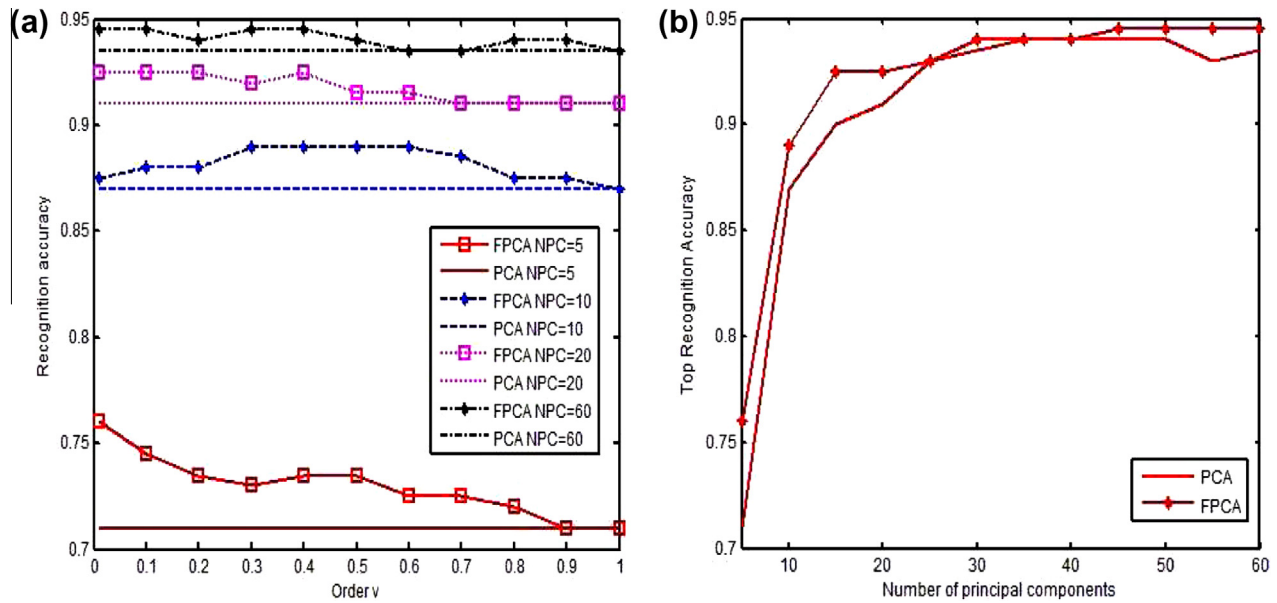 (a)
0.95
0.9
0.85
0.8
0.75
0.7
Recognition accuracy
FPCA NPC=5
PCA NPC=5
FPCA NPC=10
PCA NPC=10
FPCA NPC=20
PCA NPC=20
FPCA NPC=60
PCA NPC=60
0 0.1 0.2 0.3 0.4 0.5 0.6 0.7 0.8 0.9 1
Order v
(b)
0.95
0.9
0.85
0.8
0.75
0.7
Top Recognition Accuracy
PCA
FPCA
10 20 30 40 50 60
Number of principal components